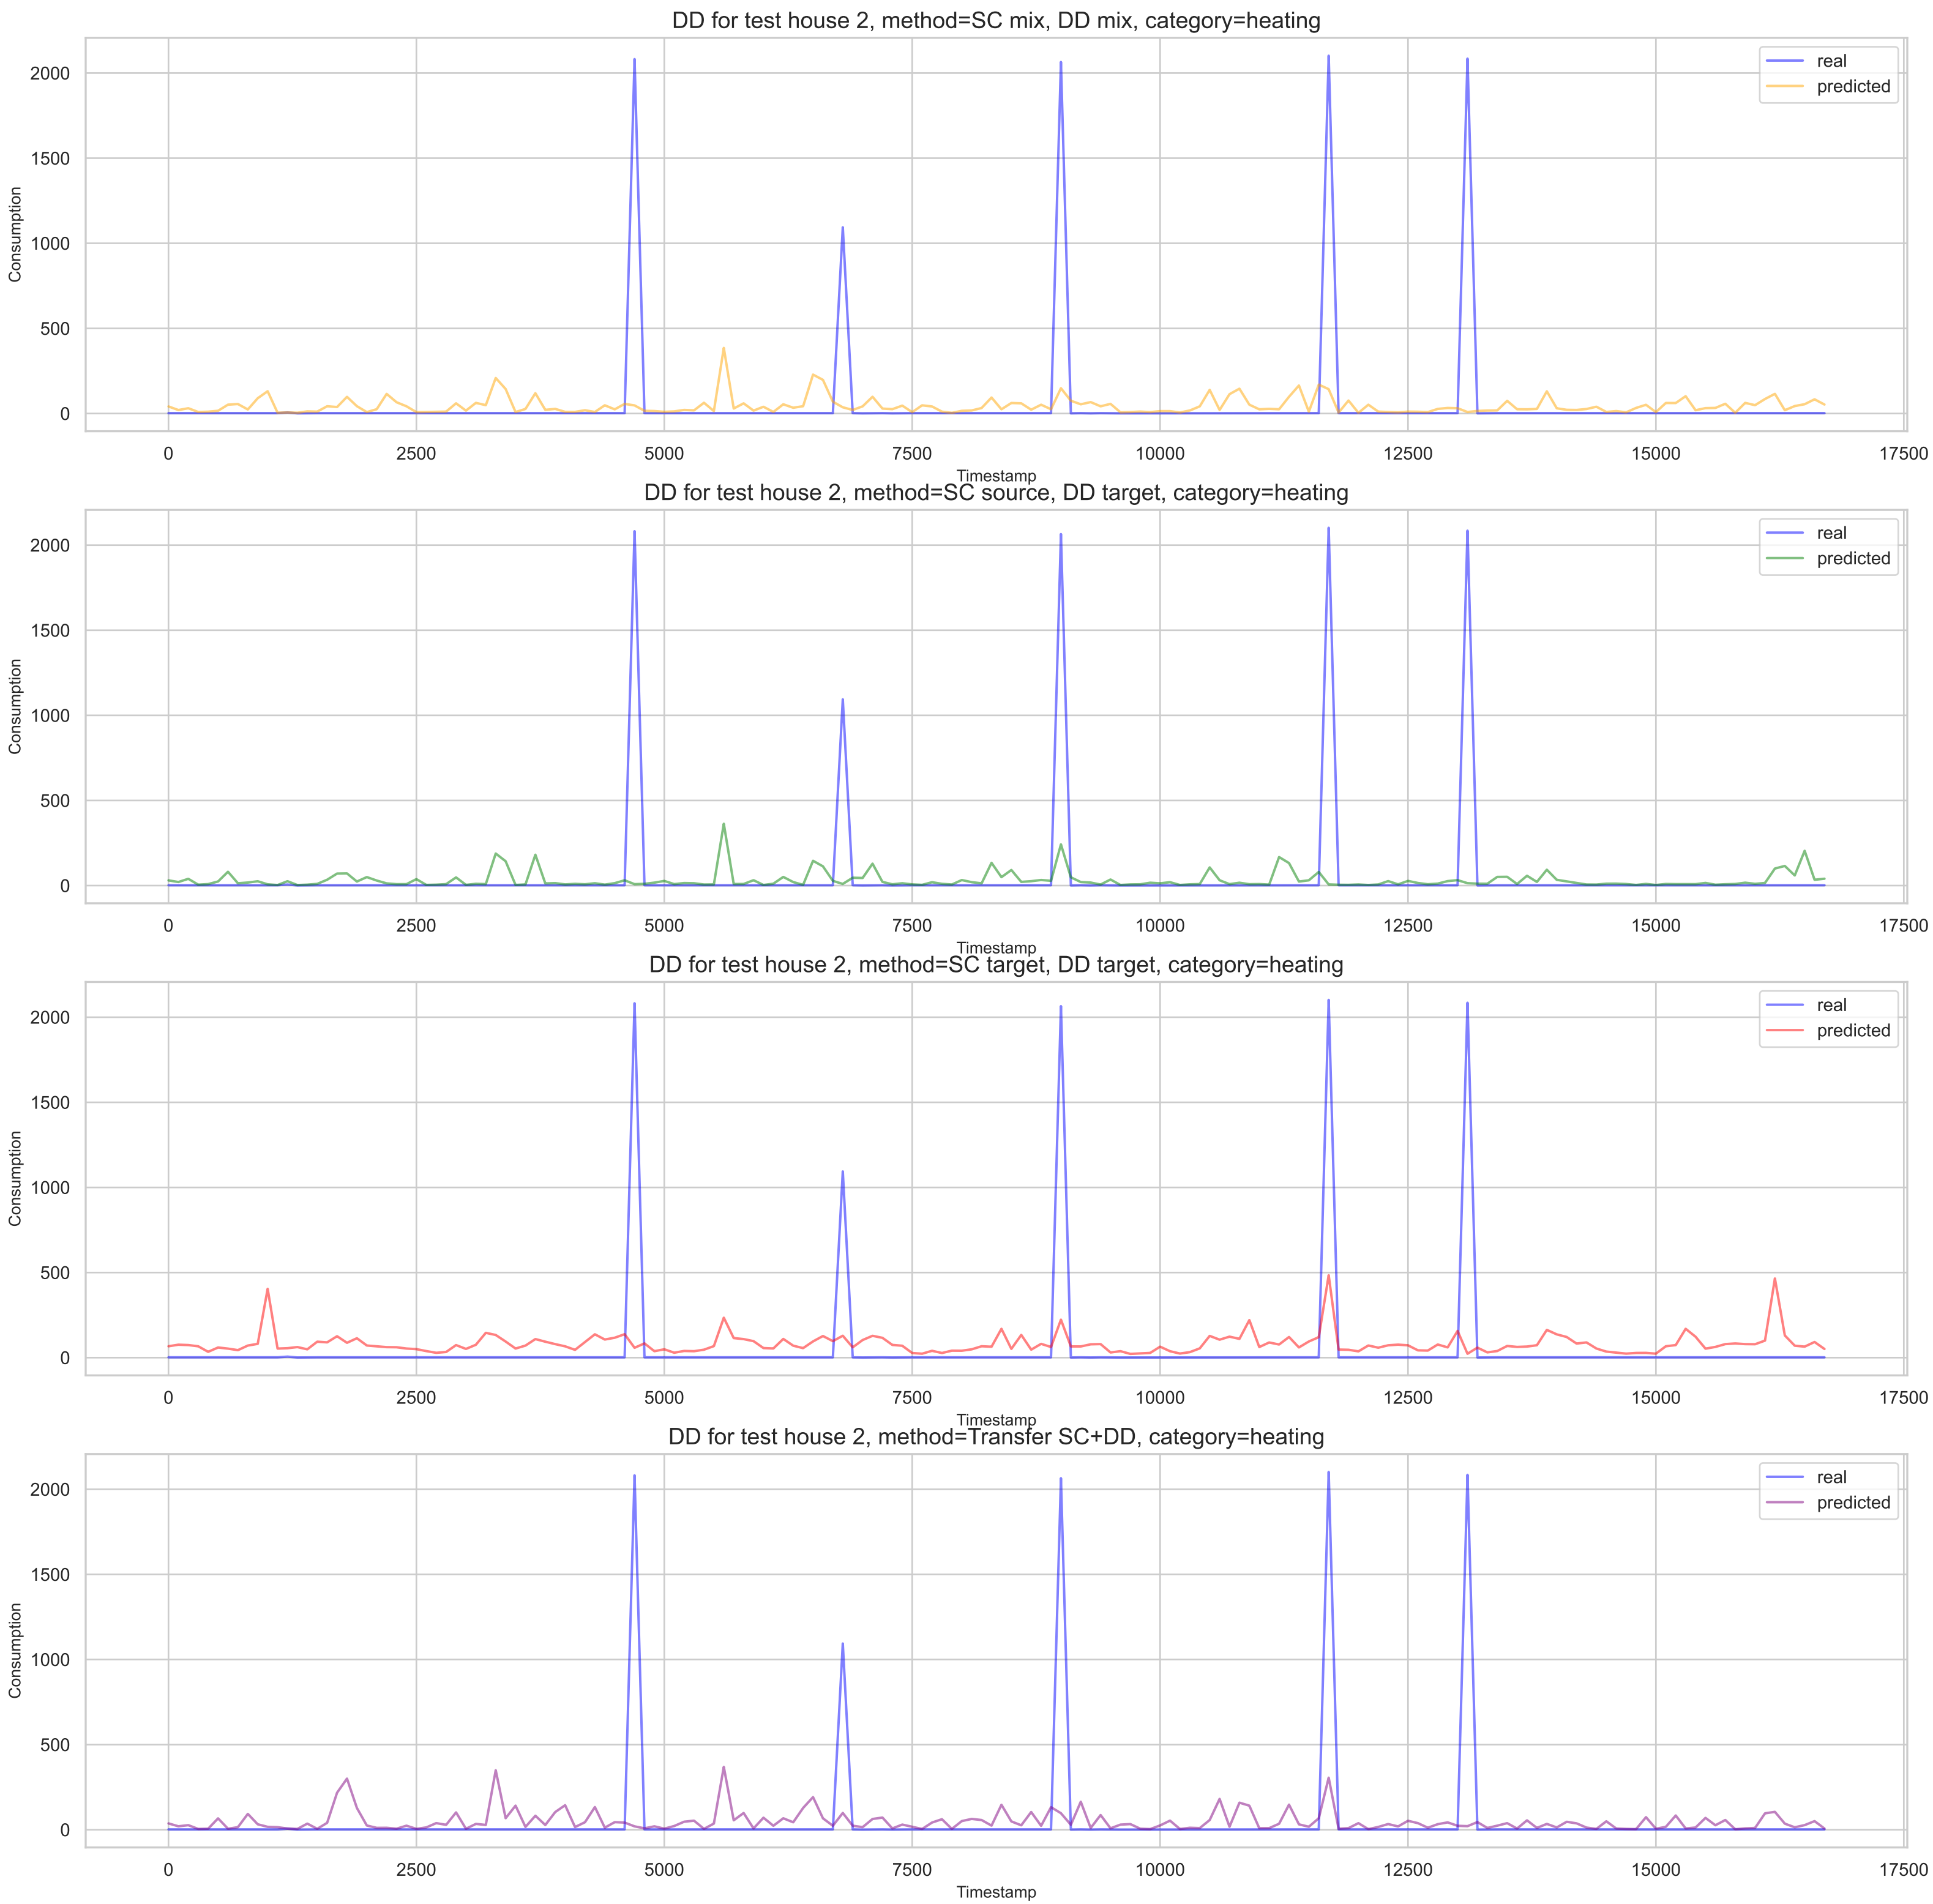 DD for test house 2, method=SC mix, DD mix, category=heating
2000
1500
1000
500
0
Consumption
real
predicted
0 2500 5000 7500 10000 12500 15000 17500
Timestamp
DD for test house 2, method=SC source, DD target, category=heating
2000
1500
1000
500
0
Consumption
real
predicted
0 2500 5000 7500 10000 12500 15000 17500
Timestamp
DD for test house 2, method=SC target, DD target, category=heating
2000
1500
1000
500
0
Consumption
real
predicted
0 2500 5000 7500 10000 12500 15000 17500
Timestamp
DD for test house 2, method=Transfer SC+DD, category=heating
2000
1500
1000
500
0
Consumption
real
predicted
0 2500 5000 7500 10000 12500 15000 17500
Timestamp